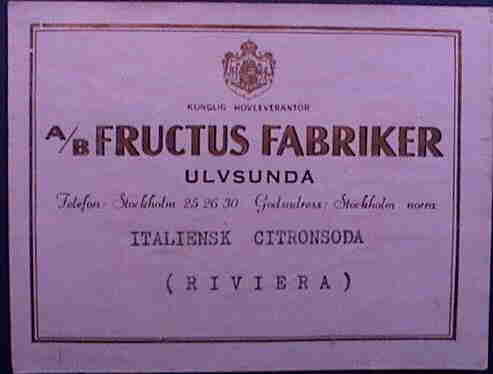 KUNGLIG HOVLEVERANTÖR
A/B FRUCTUS FABRIKER
ULVSUNDA
Telefon: Stockholm 25 26 30 Godsadress: Stockholm norra
ITALIENSK CITRONSODA
(RIVIERA)